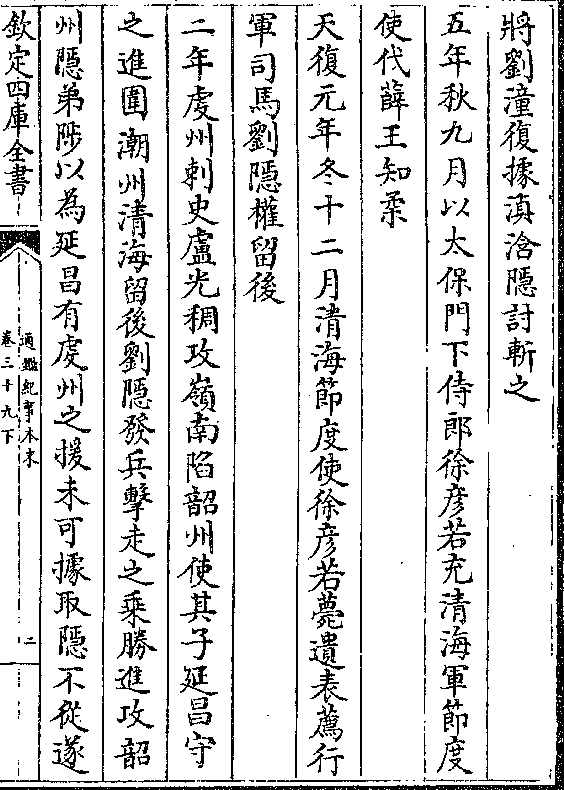 將劉潼復據湞浛隱討斬之
五年秋九月以太保門下侍郎徐彦若充清海軍節度
使代薛王知柔
天復元年冬十二月清海節度使徐彦若薨遺表薦行
軍司馬劉隱權留後
二年虔州刺史盧光稠攻嶺南陷韶州使其子延昌守
之進圍潮州清海留後劉隱發兵擊走之乗勝進攻韶
州隱弟陟以為延昌有虔州之援未可據取隱不從遂
欽定四庫全書
通鑑紀事本末
卷三十九下
二